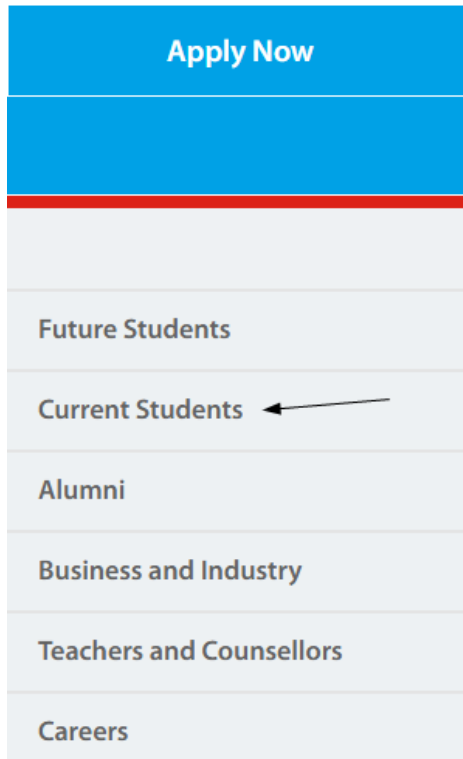 Apply Now
Future Students
Current Students
Alumni
Business and Industry
Teachers and Counsellors
Careers